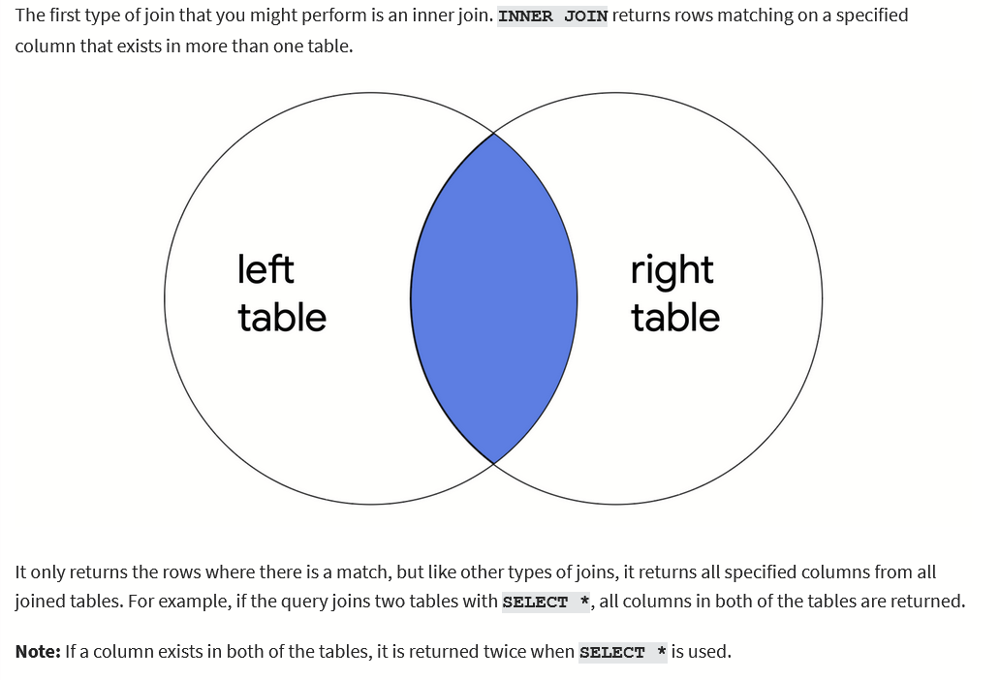 The first type of join that you might perform is an inner join. INNER JOIN returns rows matching on a specified
column that exists in more than one table.
left
table
right
table
It only returns the rows where there is a match, but like other types of joins, it returns all specified columns from all
joined tables. For example, if the query joins two tables with SELECT *, all columns in both of the tables are returned.
Note: If a column exists in both of the tables, it is returned twice when SELECT * is used.